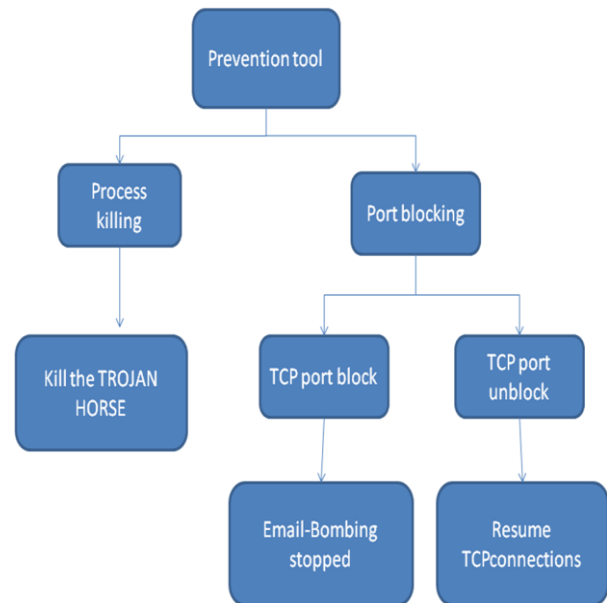 Prevention tool
Process
killing
Port blocking
Kill the TROJAN
HORSE
TCP port block
TCP port
unblock
Email-Bombing
stopped
Resume
TCPconnections